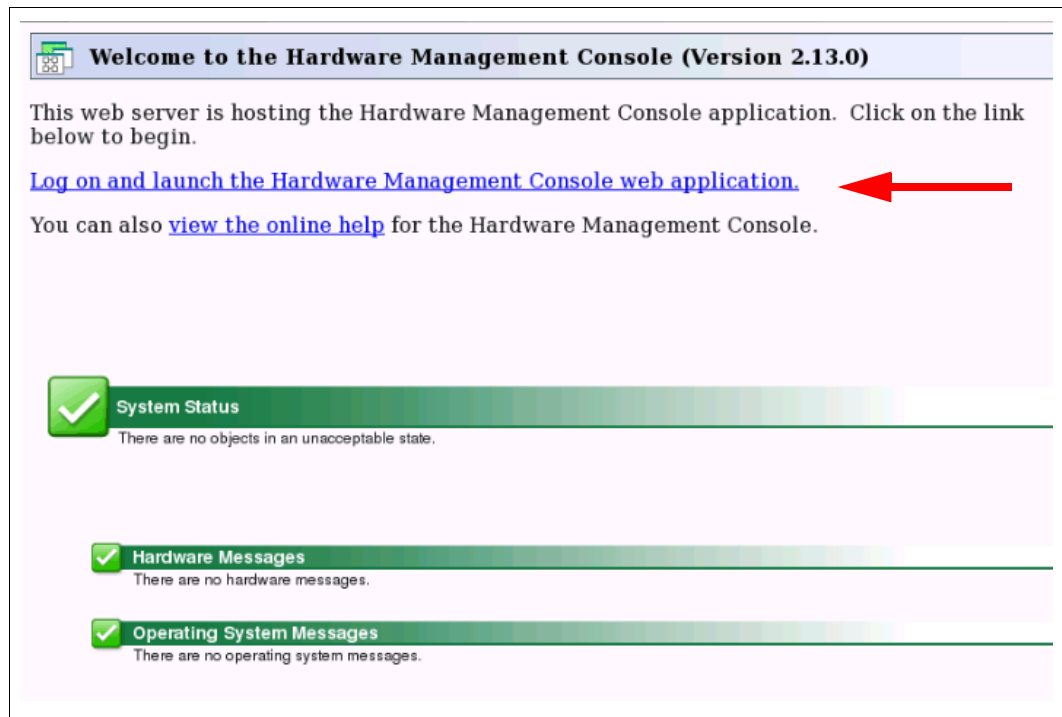 Welcome to the Hardware Management Console (Version 2.13.0)
This web server is hosting the Hardware Management Console application. Click on the link
below to begin.
Log on and launch the Hardware Management Console web application.
You can also view the online help for the Hardware Management Console.
System Status
There are no objects in an unacceptable state.
Hardware Messages
There are no hardware messages.
Operating System Messages
There are no operating system messages.